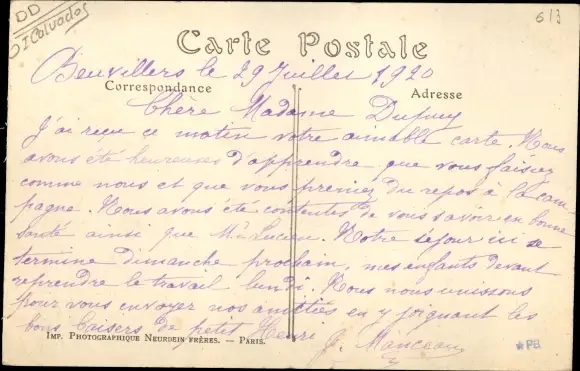 DD
DI Calvados
613
Carte Postale
Beuvillers le 29 Juillet 1920
Correspondance
Adresse
Chère Madame Dupuy
J'ai reçu ce matin votre aimable carte. Nous
avons été heureuses d'apprendre que vous faisiez
comme nous et que vous preniez du repos à la cam
pagne. Nous avons été contentes de vous savoir en bonne
santé ainsi que Mr Lucien. Notre séjour ici se
termine dimanche prochain, mes enfants devant
reprendre le travail lundi. Nous nous unissons
pour vous envoyer nos amitiés en y joignant les
bons baisers de petit Henri
J. Manceau
IMP. PHOTOGRAPHIQUE NEURDEIN FRÈRES. — PARIS.
*PB